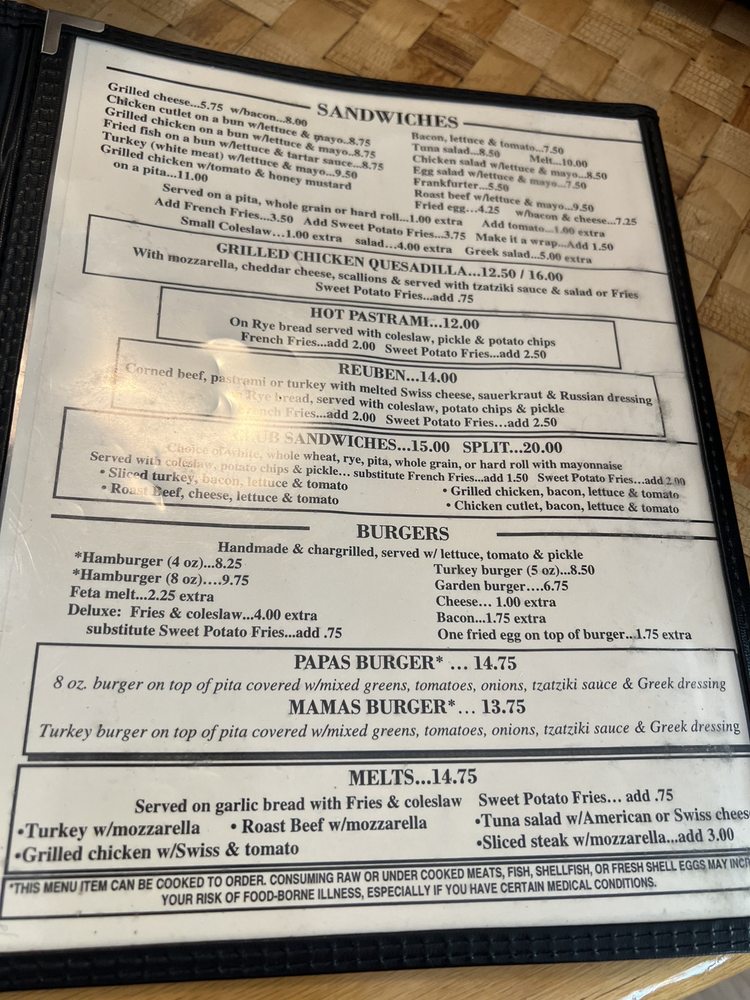 SANDWICHES
Grilled cheese...5.75 w/bacon...8.00
Chicken cutlet on a bun w/lettuce & mayo..8.75
Grilled chicken on a bun w/lettuce & mayo..8.75
Fried fish on a bun w/lettuce & tartar sauce...8.75
Turkey (white meat) w/lettuce & mayo...9.50
Grilled chicken w/tomato & honey mustard
on a pita...11.00
Bacon, lettuce & tomato...7.50
Tuna salad...8.50 Melt...10.00
Chicken salad w/lettuce & mayo...8.50
Egg salad w/lettuce & mayo...7.50
Frankfurter...5.50
Roast beef w/lettuce & mayo...9.50
Fried egg...4.25 w/bacon & cheese...7.25
Served on a pita, whole grain or hard roll...1.00 extra Add tomato...1.00 extra
Add French Fries...3.50 Add Sweet Potato Fries...3.75 Make it a wrap...Add 1.50
Small Coleslaw...1.00 extra salad...4.00 extra Greek salad...5.00 extra
GRILLED CHICKEN QUESADILLA...12.50 / 16.00
With mozzarella, cheddar cheese, scallions & served with tzatziki sauce & salad or Fries
Sweet Potato Fries...add .75
HOT PASTRAMI...12.00
On Rye bread served with coleslaw, pickle & potato chips
French Fries...add 2.00 Sweet Potato Fries...add 2.50
REUBEN...14.00
Corned beef, pastrami or turkey with melted Swiss cheese, sauerkraut & Russian dressing
Rye bread, served with coleslaw, potato chips & pickle
French Fries...add 2.00 Sweet Potato Fries...add 2.50
CLUB SANDWICHES...15.00 SPLIT...20.00
Choice of white, whole wheat, rye, pita, whole grain, or hard roll with mayonnaise
Served with coleslaw, potato chips & pickle... substitute French Fries...add 1.50 Sweet Potato Fries...add 2.00
• Sliced turkey, bacon, lettuce & tomato
• Roast Beef, cheese, lettuce & tomato
• Grilled chicken, bacon, lettuce & tomato
• Chicken cutlet, bacon, lettuce & tomato
BURGERS
Handmade & chargrilled, served w/ lettuce, tomato & pickle
*Hamburger (4 oz)...8.25
*Hamburger (8 oz)....9.75
Feta melt...2.25 extra
Deluxe: Fries & coleslaw...4.00 extra
substitute Sweet Potato Fries...add .75
Turkey burger (5 oz)...8.50
Garden burger....6.75
Cheese... 1.00 extra
Bacon...1.75 extra
One fried egg on top of burger...1.75 extra
PAPAS BURGER* ... 14.75
8 oz. burger on top of pita covered w/mixed greens, tomatoes, onions, tzatziki sauce & Greek dressing
MAMAS BURGER*... 13.75
Turkey burger on top of pita covered w/mixed greens, tomatoes, onions, tzatziki sauce & Greek dressing
MELTS...14.75
Served on garlic bread with Fries & coleslaw Sweet Potato Fries... add .75
•Turkey w/mozzarella • Roast Beef w/mozzarella •Tuna salad w/American or Swiss chees
•Grilled chicken w/Swiss & tomato •Sliced steak w/mozzarella...add 3.00
*THIS MENU ITEM CAN BE COOKED TO ORDER. CONSUMING RAW OR UNDER COOKED MEATS, FISH, SHELLFISH, OR FRESH SHELL EGGS MAY INCR
YOUR RISK OF FOOD-BORNE ILLNESS, ESPECIALLY IF YOU HAVE CERTAIN MEDICAL CONDITIONS.